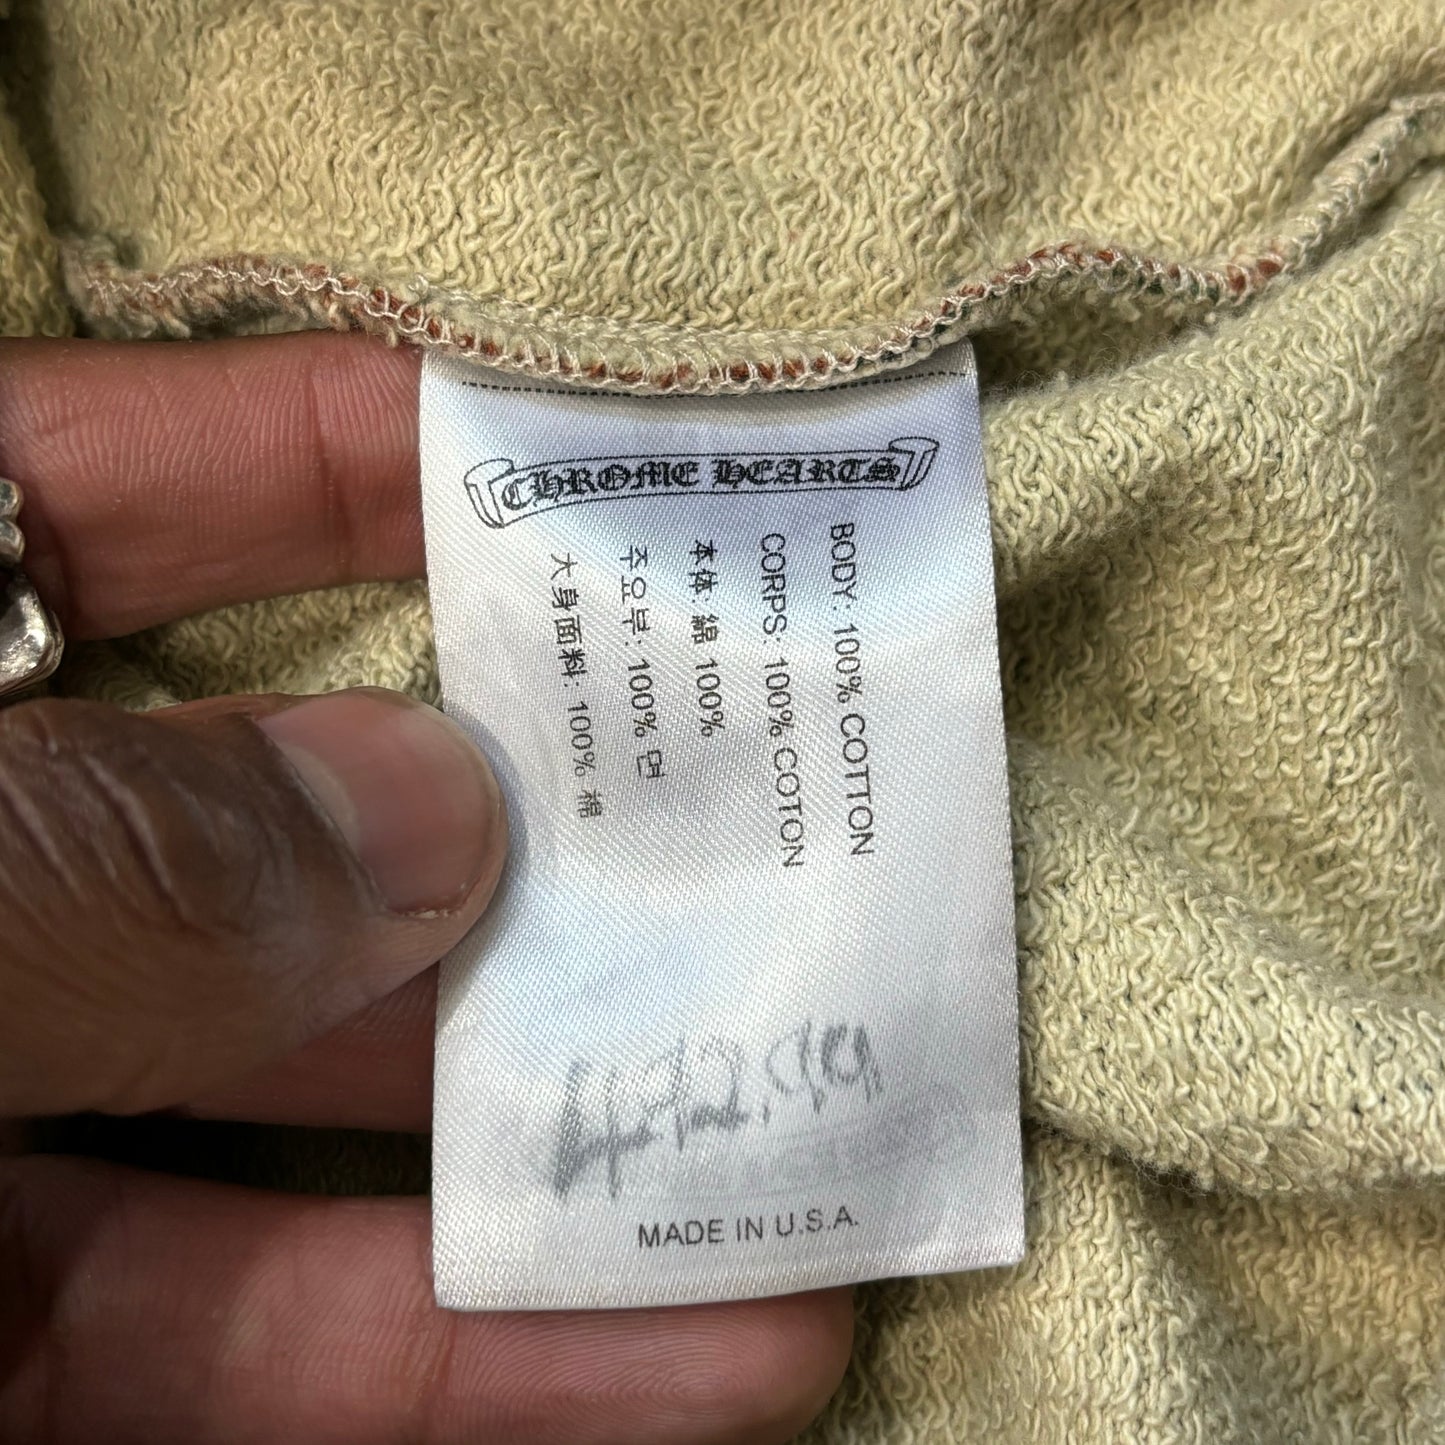 CHROME HEARTS
BODY: 100% COTTON
CORPS: 100% COTON
本体: 綿 100%
주요부: 100% 면
大身面料: 100% 棉
MADE IN U.S.A.